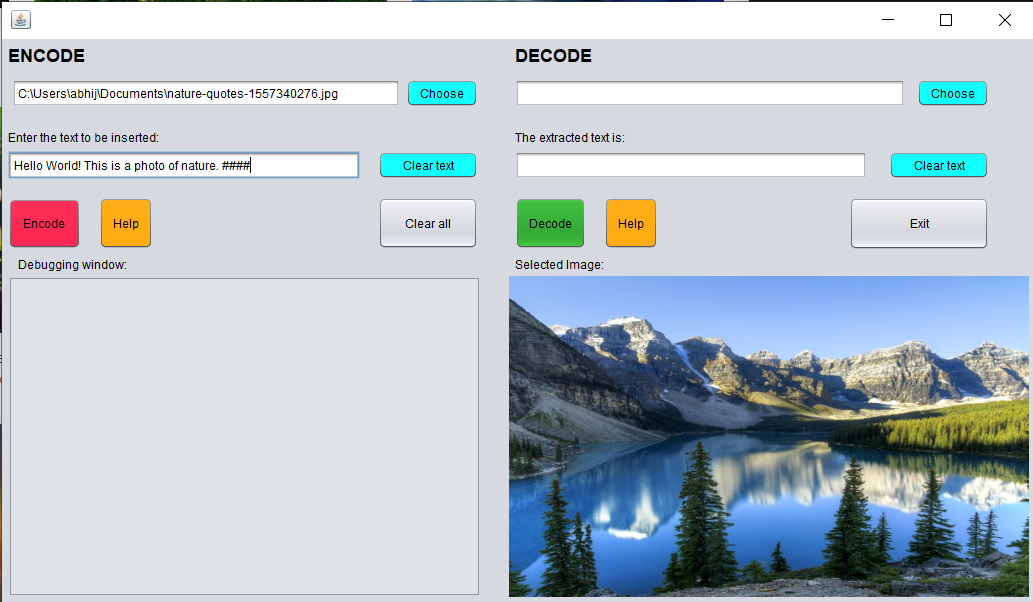 ENCODE
C:\Users\abhij\Documents\nature-quotes-1557340276.jpg
Choose
Enter the text to be inserted:
Hello World! This is a photo of nature. ####
Clear text
Encode
Help
Clear all
Debugging window:
DECODE
Choose
The extracted text is:
Clear text
Decode
Help
Exit
Selected Image: